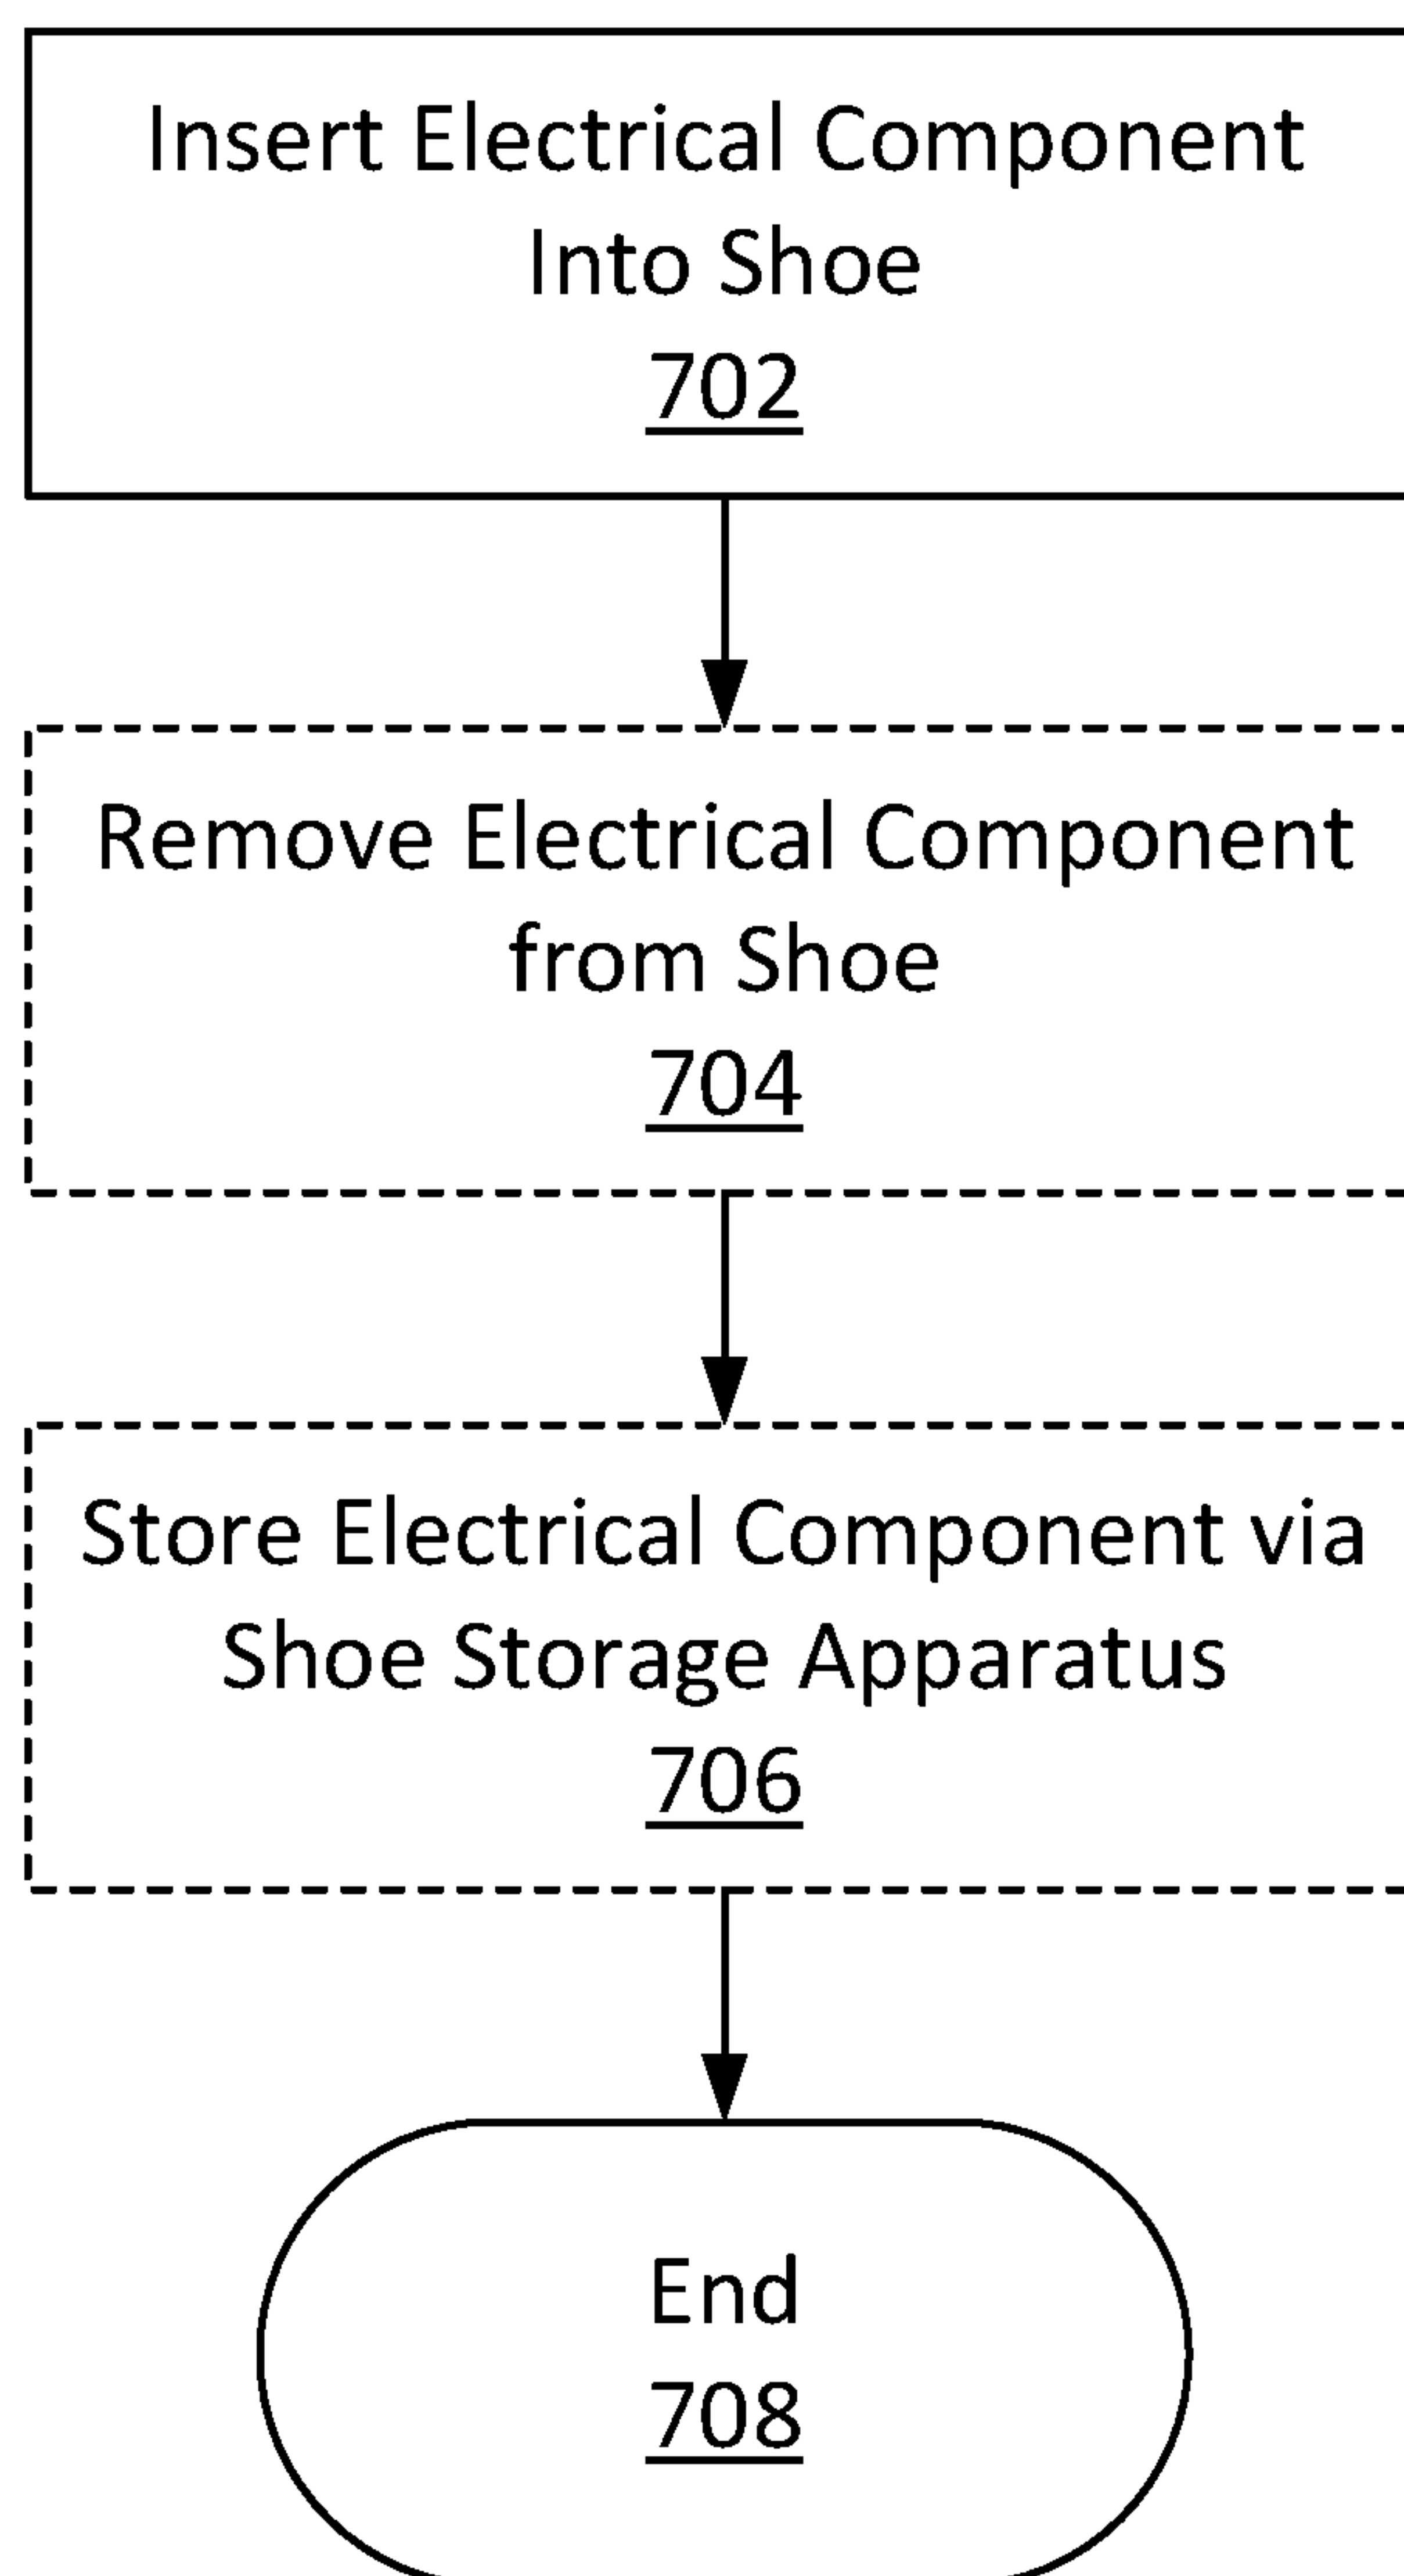 Insert Electrical Component
Into Shoe
702
Remove Electrical Component
from Shoe
704
Store Electrical Component via
Shoe Storage Apparatus
706
End
708